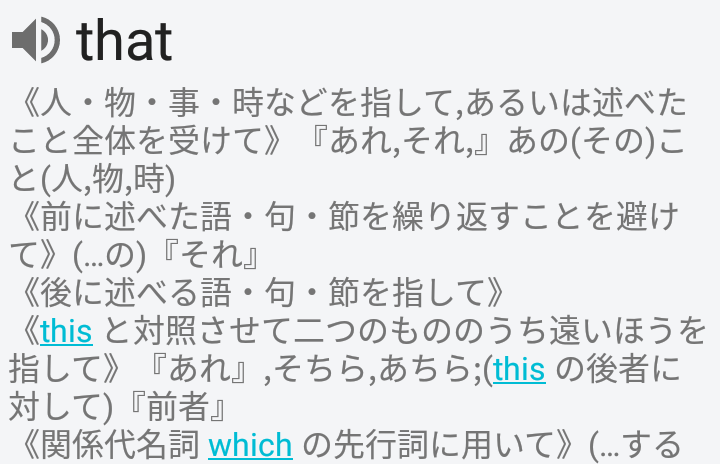 that
《人・物・事・時などを指して,あるいは述べた
こと全体を受けて》『あれ,それ,』あの(その)こ
と(人,物,時)
《前に述べた語・句・節を繰り返すことを避け
て》(...の)『それ』
《後に述べる語・句・節を指して》
《this と対照させて二つのもののうち遠いほうを
指して》『あれ』,そちら,あちら;(this の後者に
対して)『前者』
《関係代名詞 which の先行詞に用いて》(...する